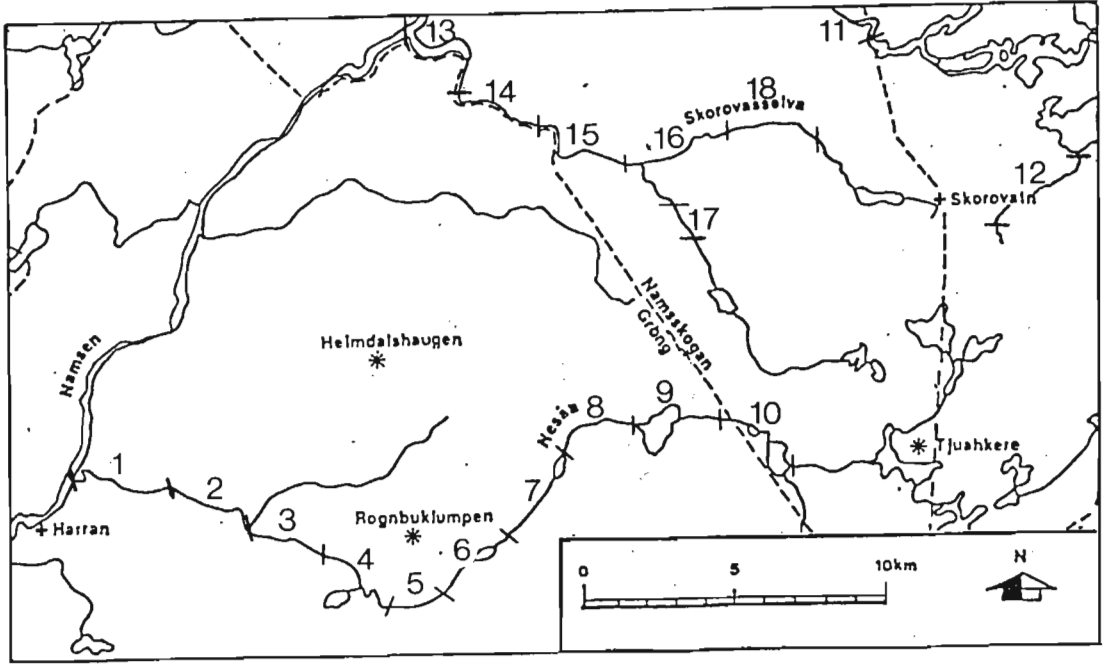 13
11
14
18
Skorovasselva
15
16
12
Skorovatn
17
Namsskogan
Grong
Heimdalshaugen
Namsen
9
8
10
Nesåa
Tjuahkere
1
2
7
3
Rognbuklumpen
Harran
6
4
5
0
5
10km
N